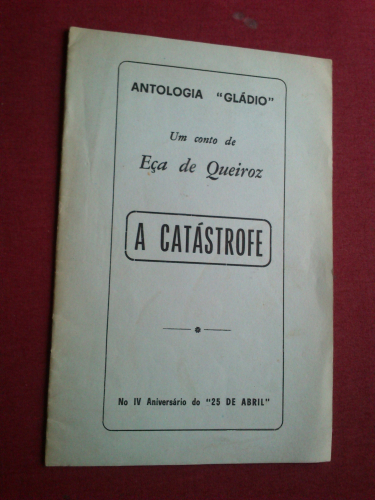 ANTOLOGIA "GLÁDIO"
Um conto de
Eça de Queiroz
A CATÁSTROFE
No IV Aniversário do "25 DE ABRIL"